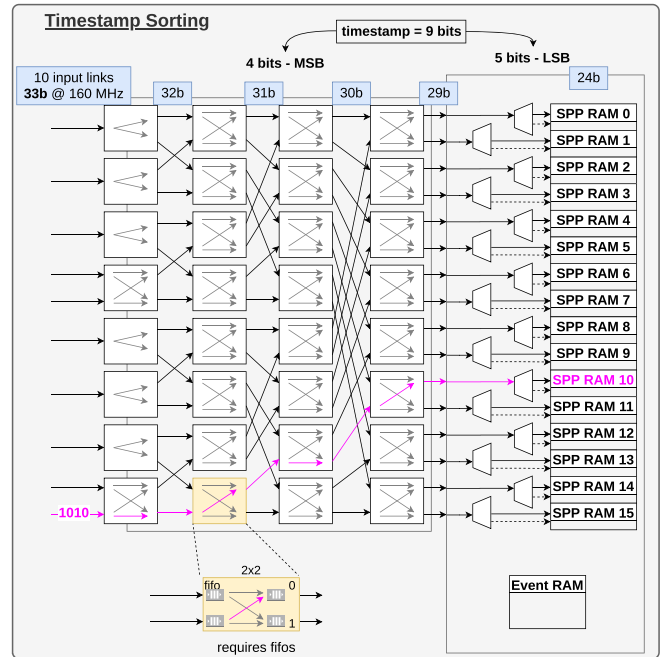 Timestamp Sorting
timestamp = 9 bits
4 bits - MSB
5 bits - LSB
10 input links
33b @ 160 MHz
32b
31b
30b
29b
24b
SPP RAM 0
SPP RAM 1
SPP RAM 2
SPP RAM 3
SPP RAM 4
SPP RAM 5
SPP RAM 6
SPP RAM 7
SPP RAM 8
SPP RAM 9
SPP RAM 10
SPP RAM 11
SPP RAM 12
SPP RAM 13
SPP RAM 14
SPP RAM 15
1010
2x2
fifo
0
1
requires fifos
Event RAM